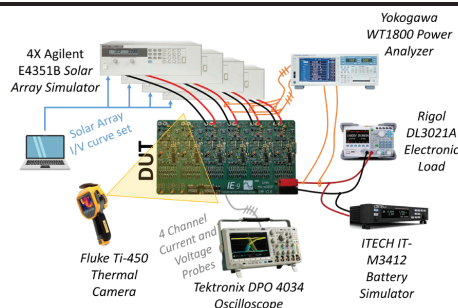 4X Agilent
E4351B Solar
Array Simulator
Yokogawa
WT1800 Power
Analyzer
Solar Array
I/V curve set
DUT
Rigol
DL3021A
Electronic
Load
4 Channel
Current and
Voltage
Probes
Fluke Ti-450
Thermal
Camera
Tektronix DPO 4034
Oscilloscope
ITECH IT-
M3412
Battery
Simulator